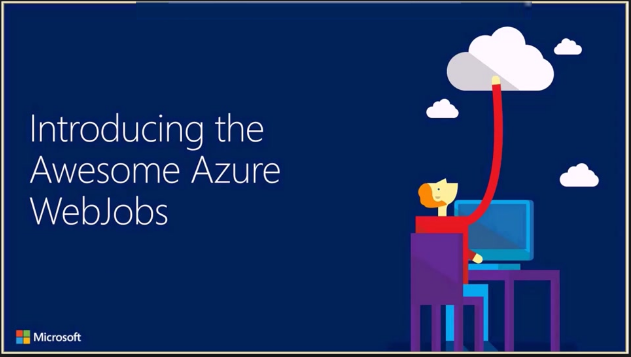 Introducing the
Awesome Azure
WebJobs
Microsoft